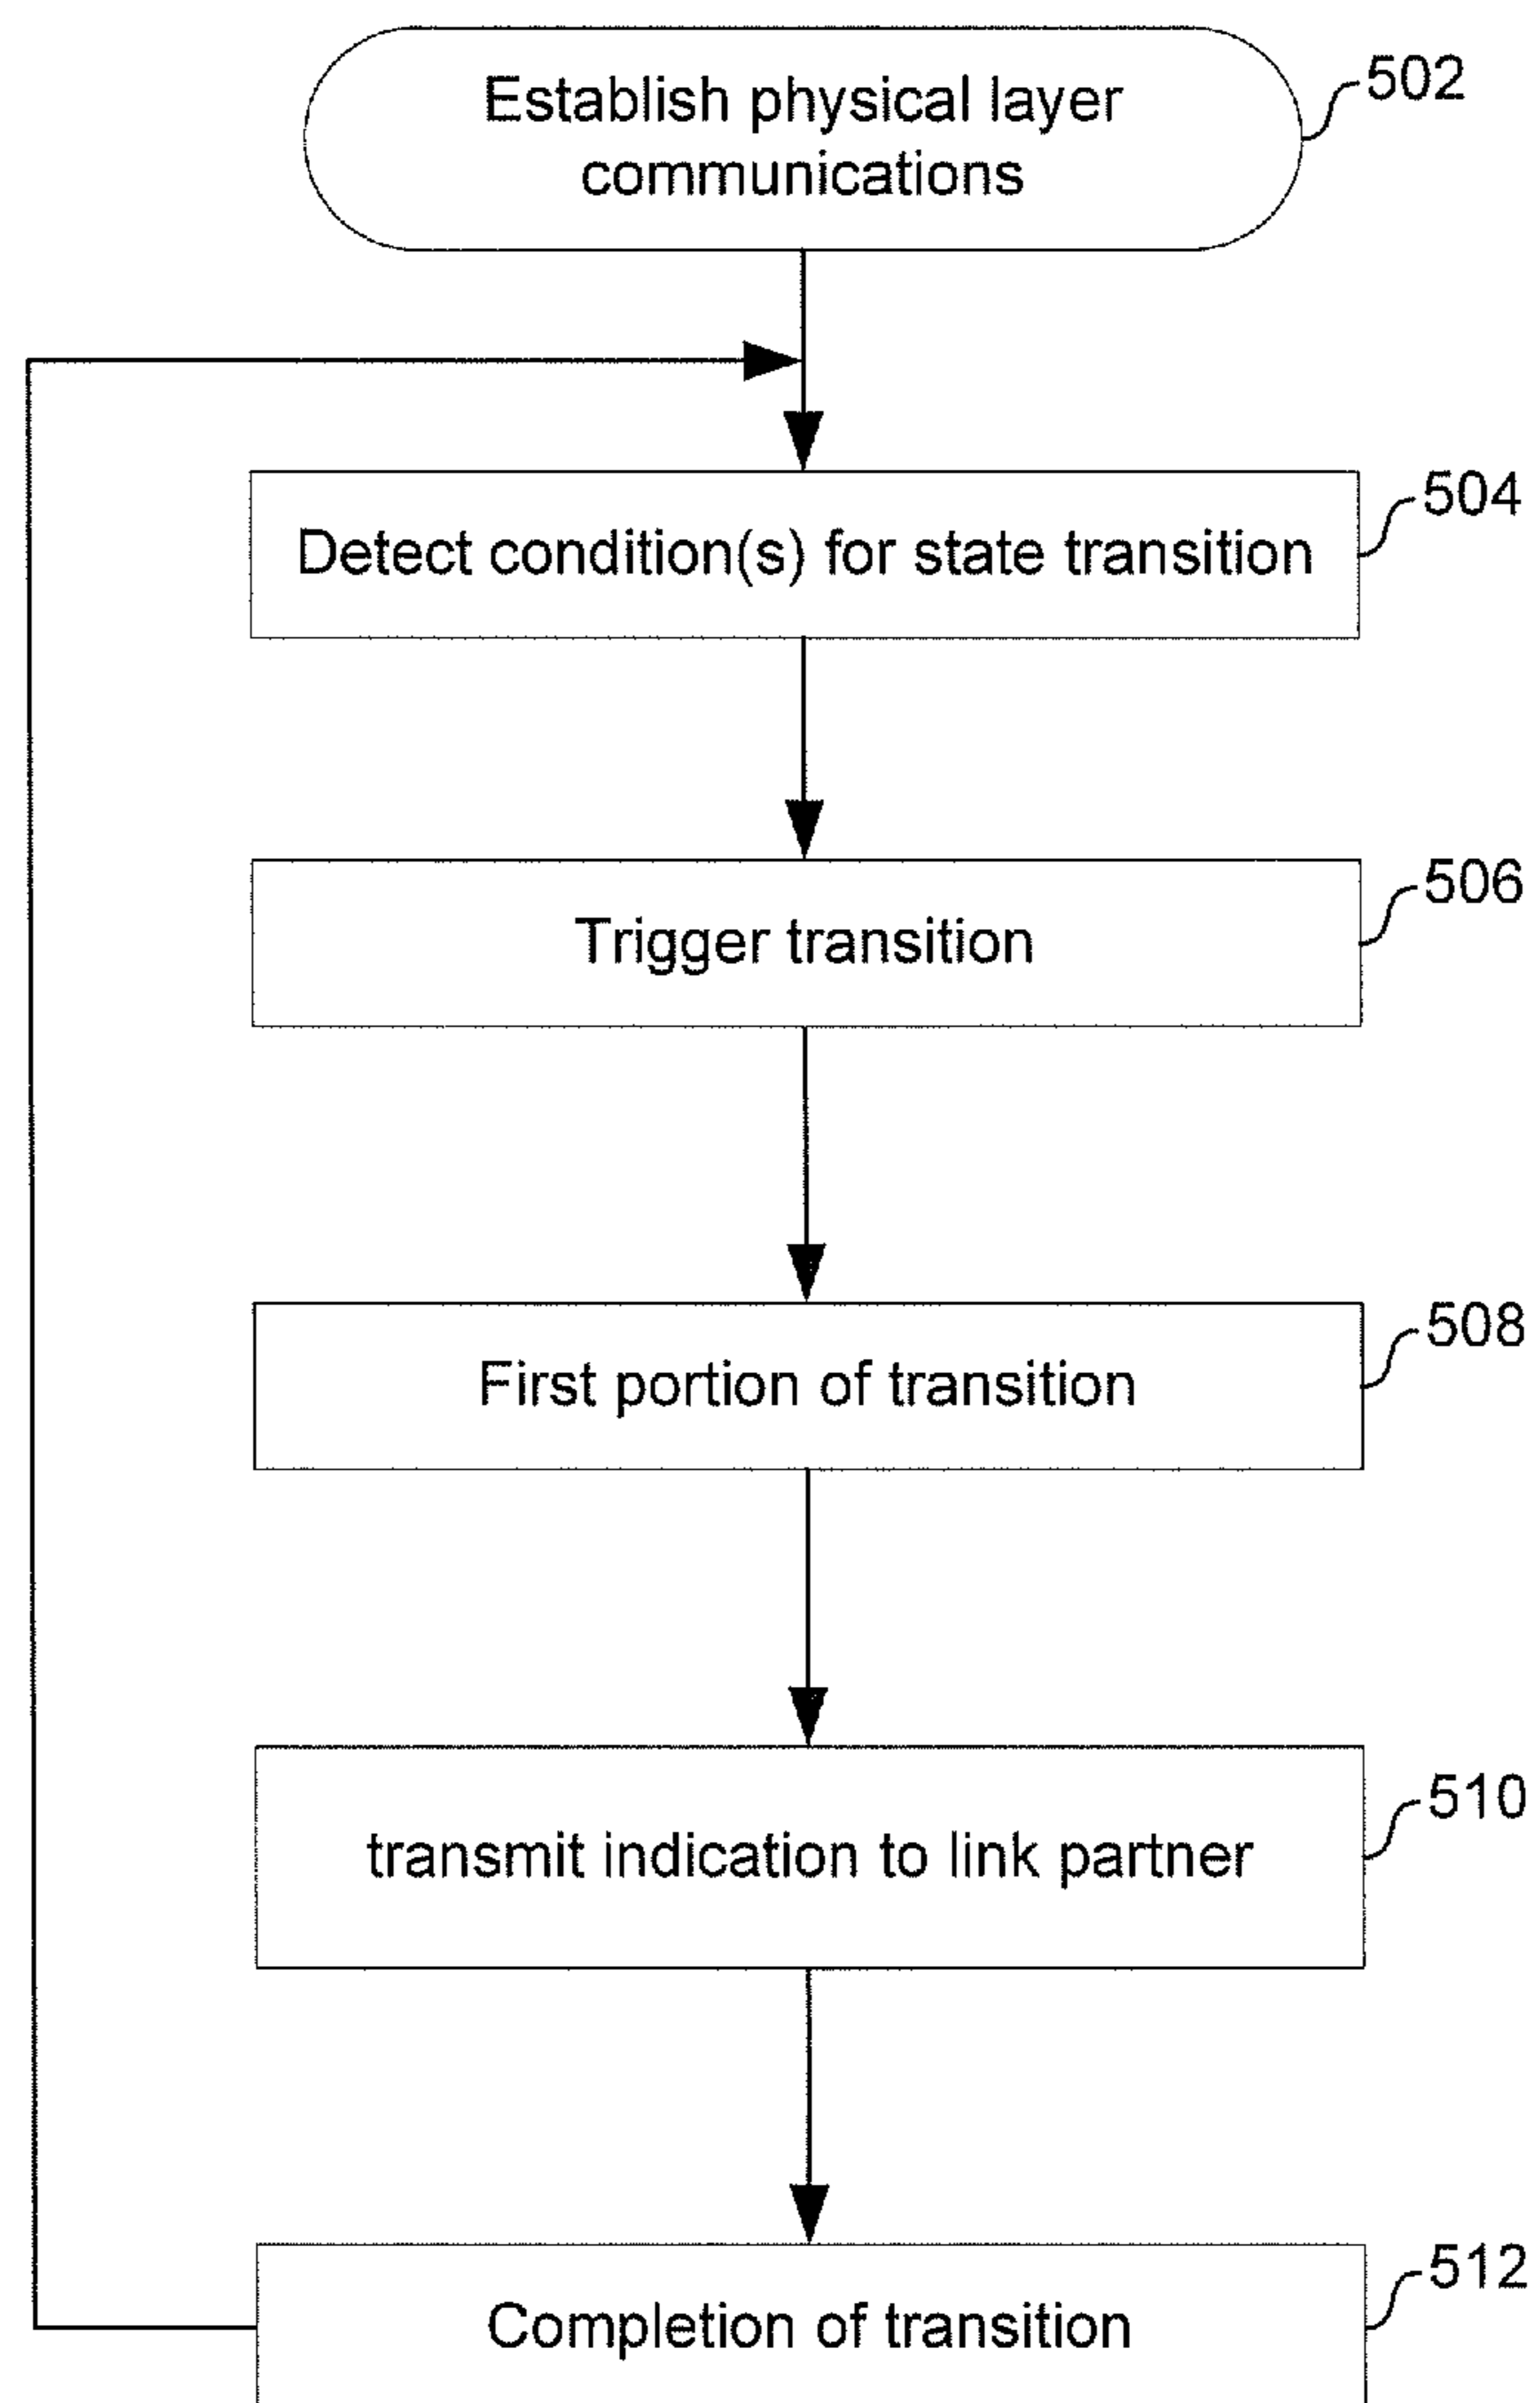 Establish physical layer
communications
502
Detect condition(s) for state transition
504
Trigger transition
506
First portion of transition
508
transmit indication to link partner
510
Completion of transition
512